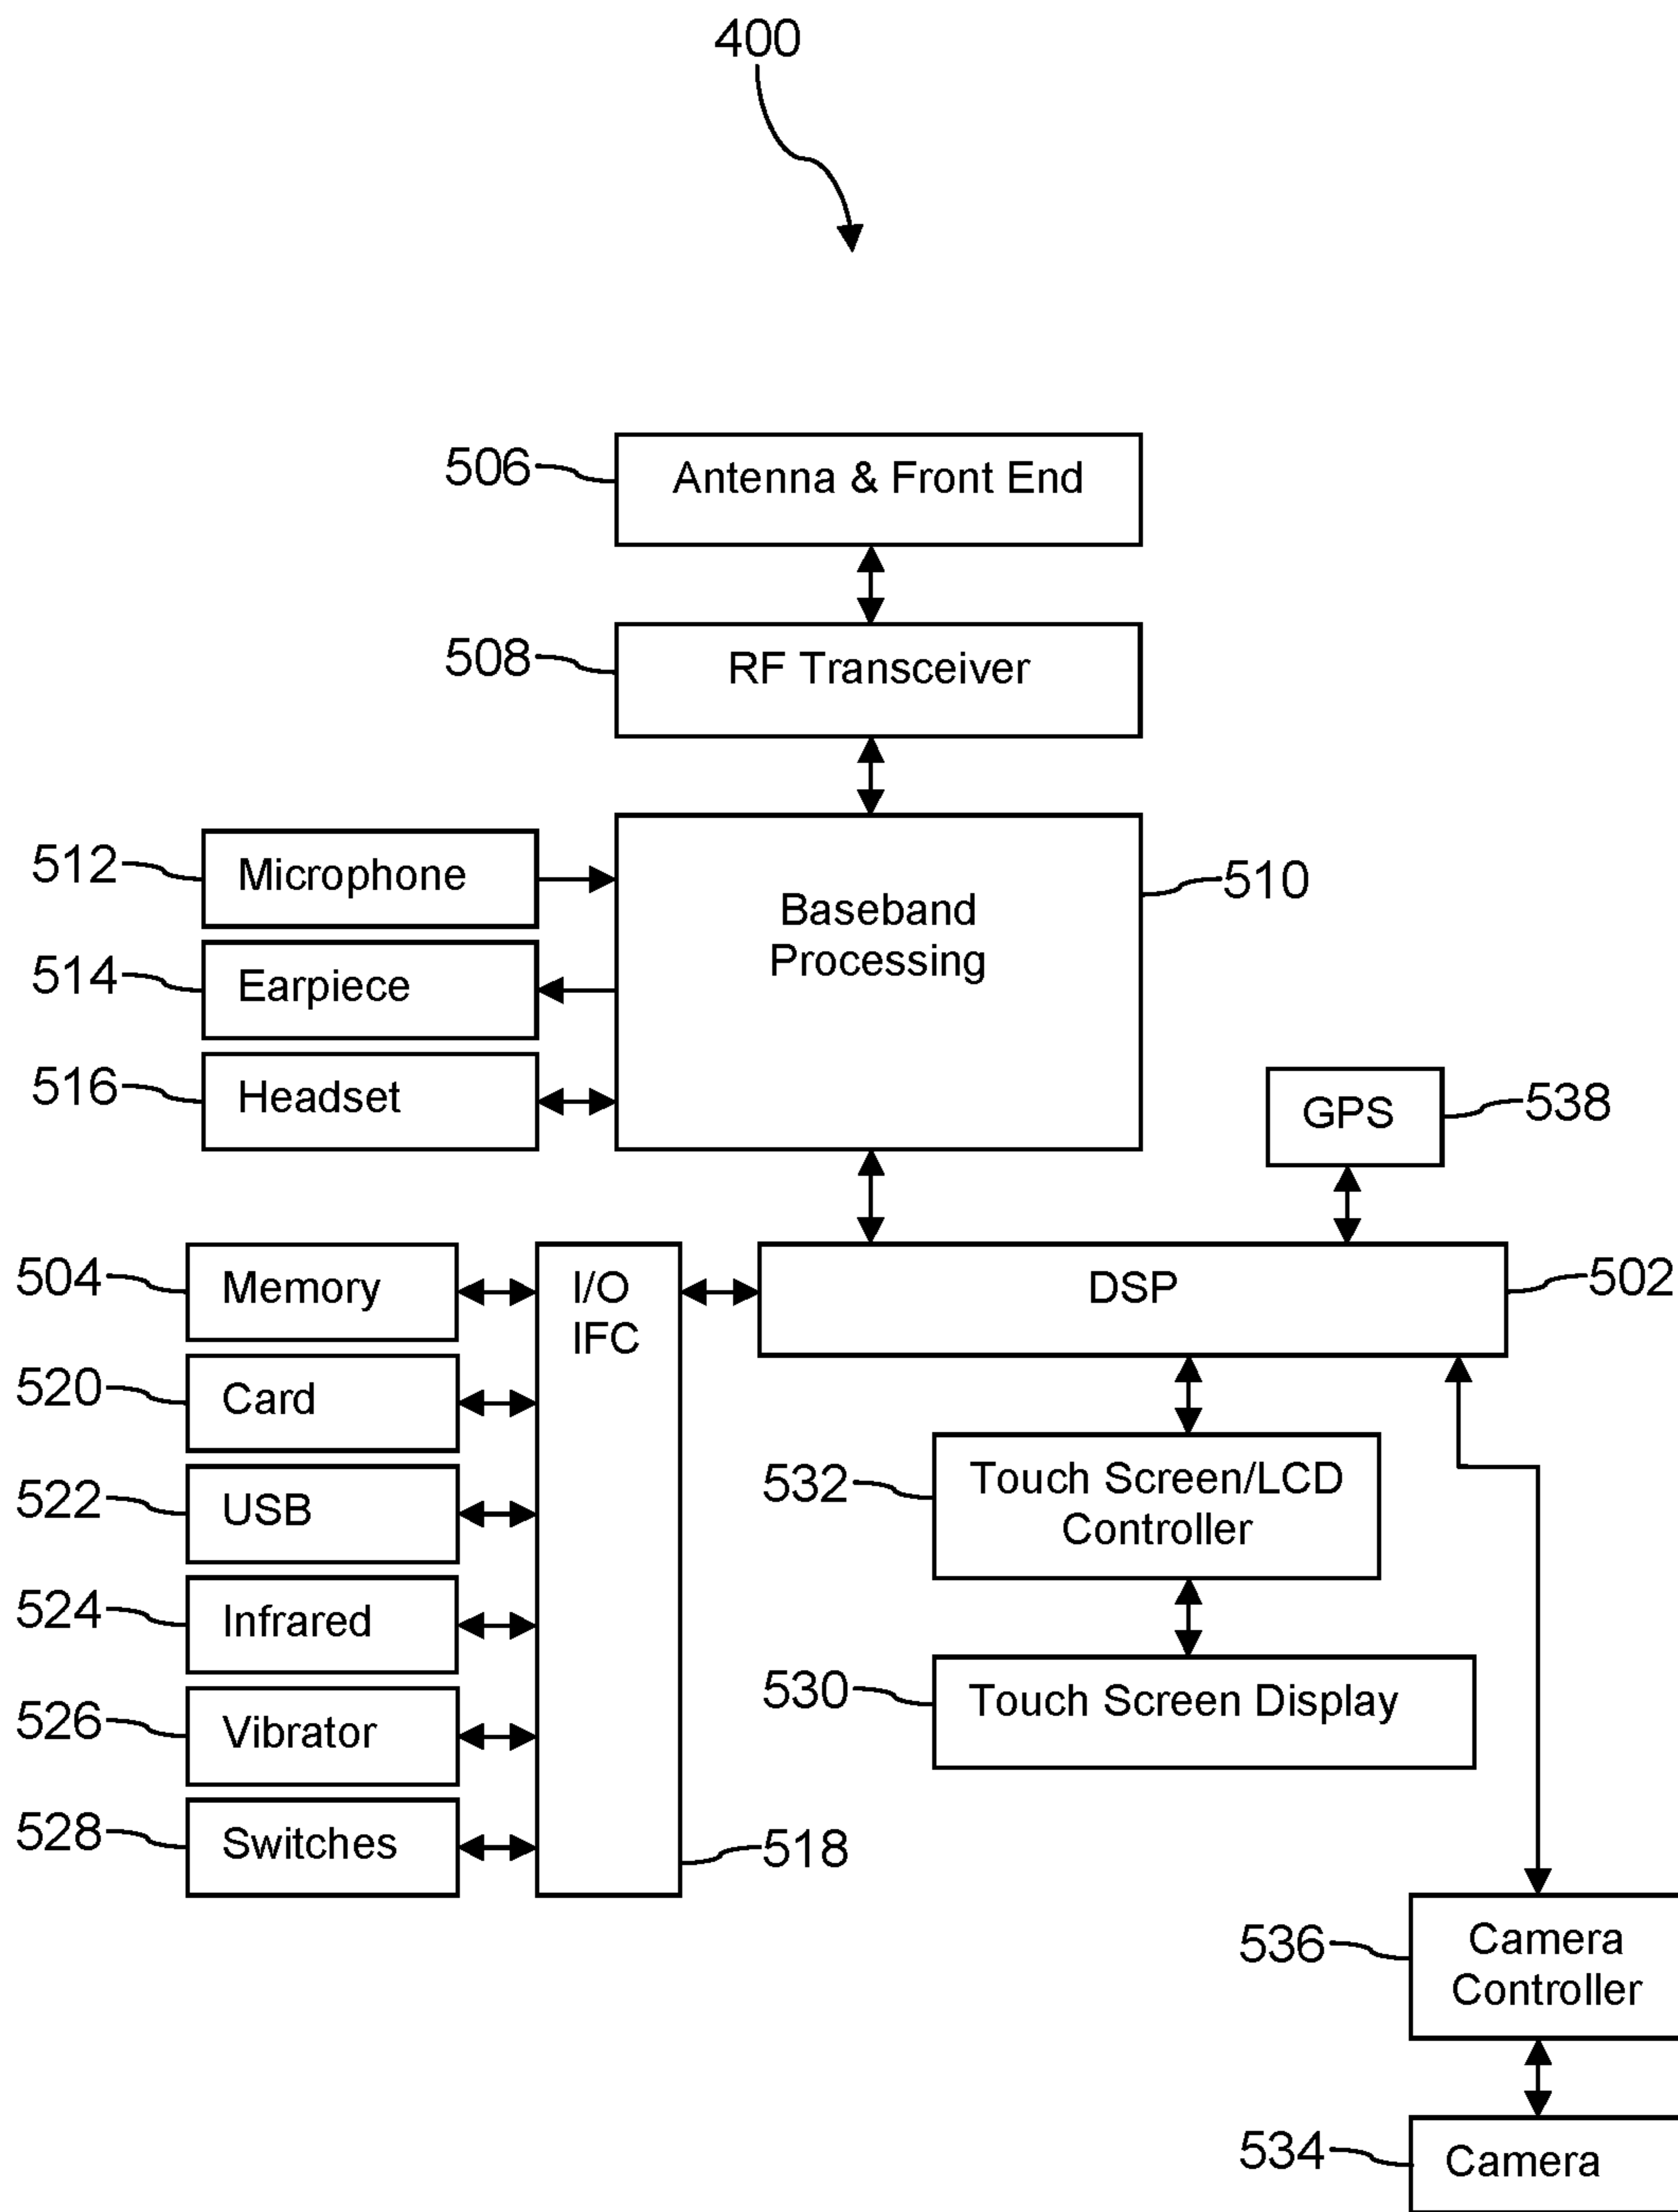 400
506
Antenna & Front End
508
RF Transceiver
512
Microphone
510
Baseband
Processing
514
Earpiece
516
Headset
GPS
538
504
Memory
I/O
IFC
DSP
502
520
Card
522
USB
532
Touch Screen/LCD
Controller
524
Infrared
526
Vibrator
530
Touch Screen Display
528
Switches
518
536
Camera
Controller
534
Camera